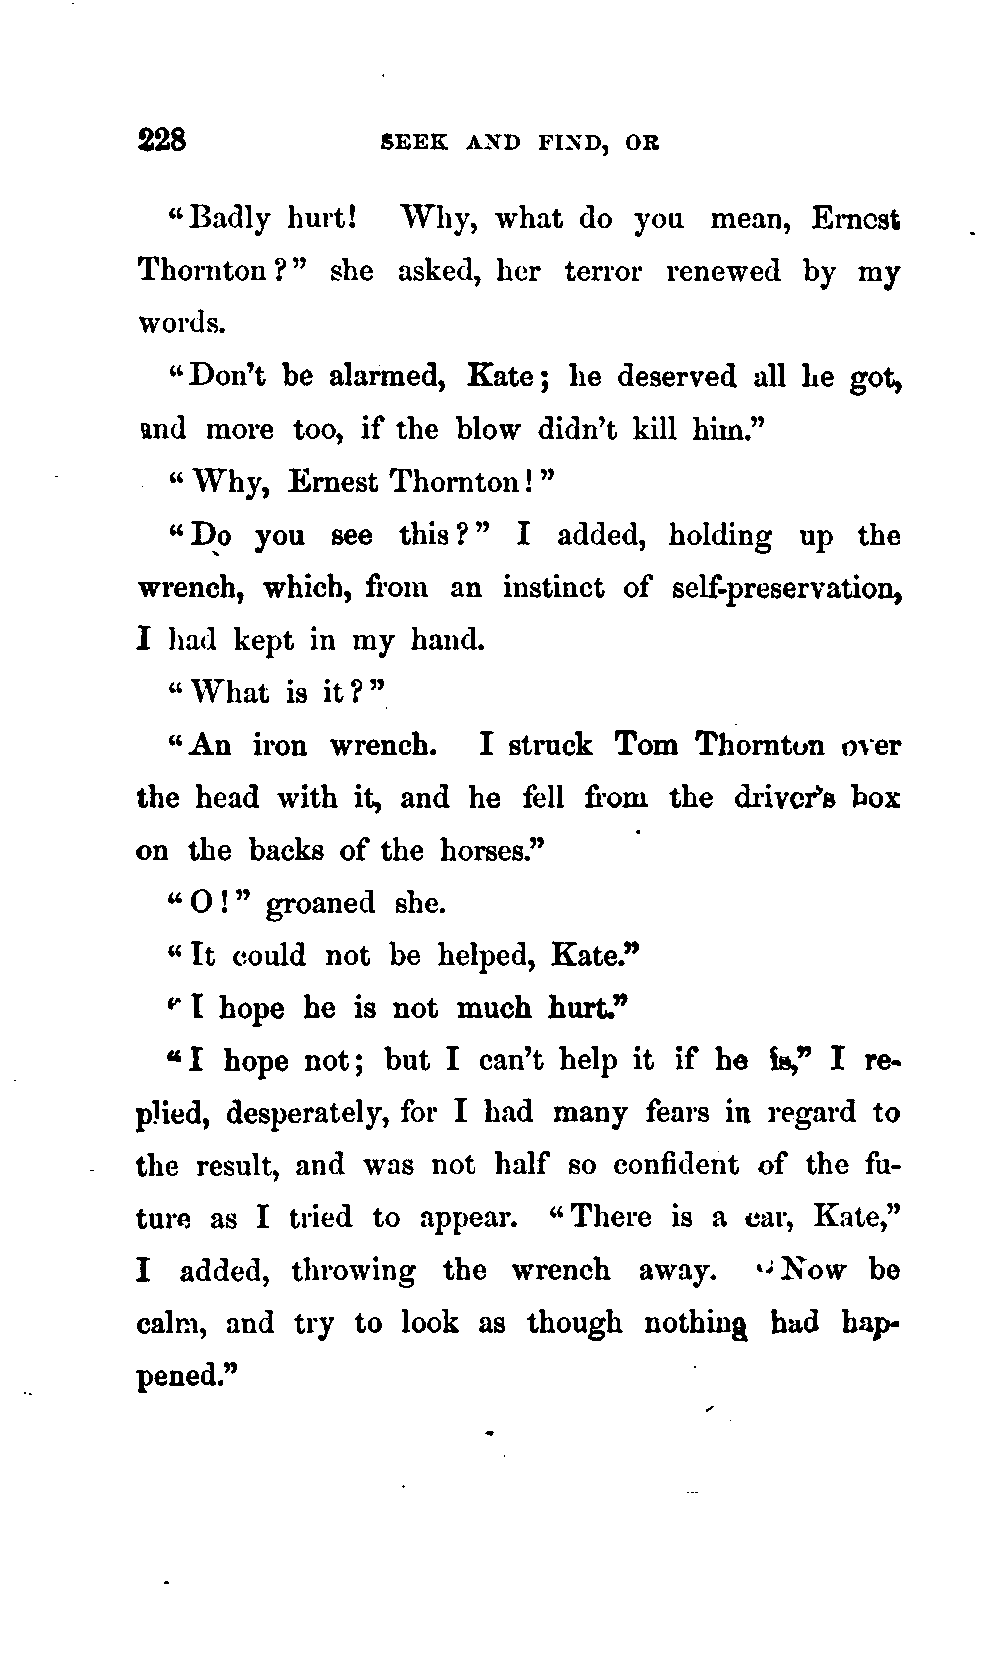 228 SEEK AND FIND, OR
"Badly hurt! Why, what do you mean, Ernest
Thornton?" she asked, her terror renewed by my
words.
"Don't be alarmed, Kate; he deserved all he got,
and more too, if the blow didn't kill him."
"Why, Ernest Thornton!"
"Do you see this?" I added, holding up the
wrench, which, from an instinct of self-preservation,
I had kept in my hand.
"What is it?"
"An iron wrench. I struck Tom Thornton over
the head with it, and he fell from the driver's box
on the backs of the horses."
"O!" groaned she.
"It could not be helped, Kate."
"I hope he is not much hurt."
"I hope not; but I can't help it if he is," I re-
plied, desperately, for I had many fears in regard to
the result, and was not half so confident of the fu-
ture as I tried to appear. "There is a car, Kate,"
I added, throwing the wrench away. "Now be
calm, and try to look as though nothing had hap-
pened."